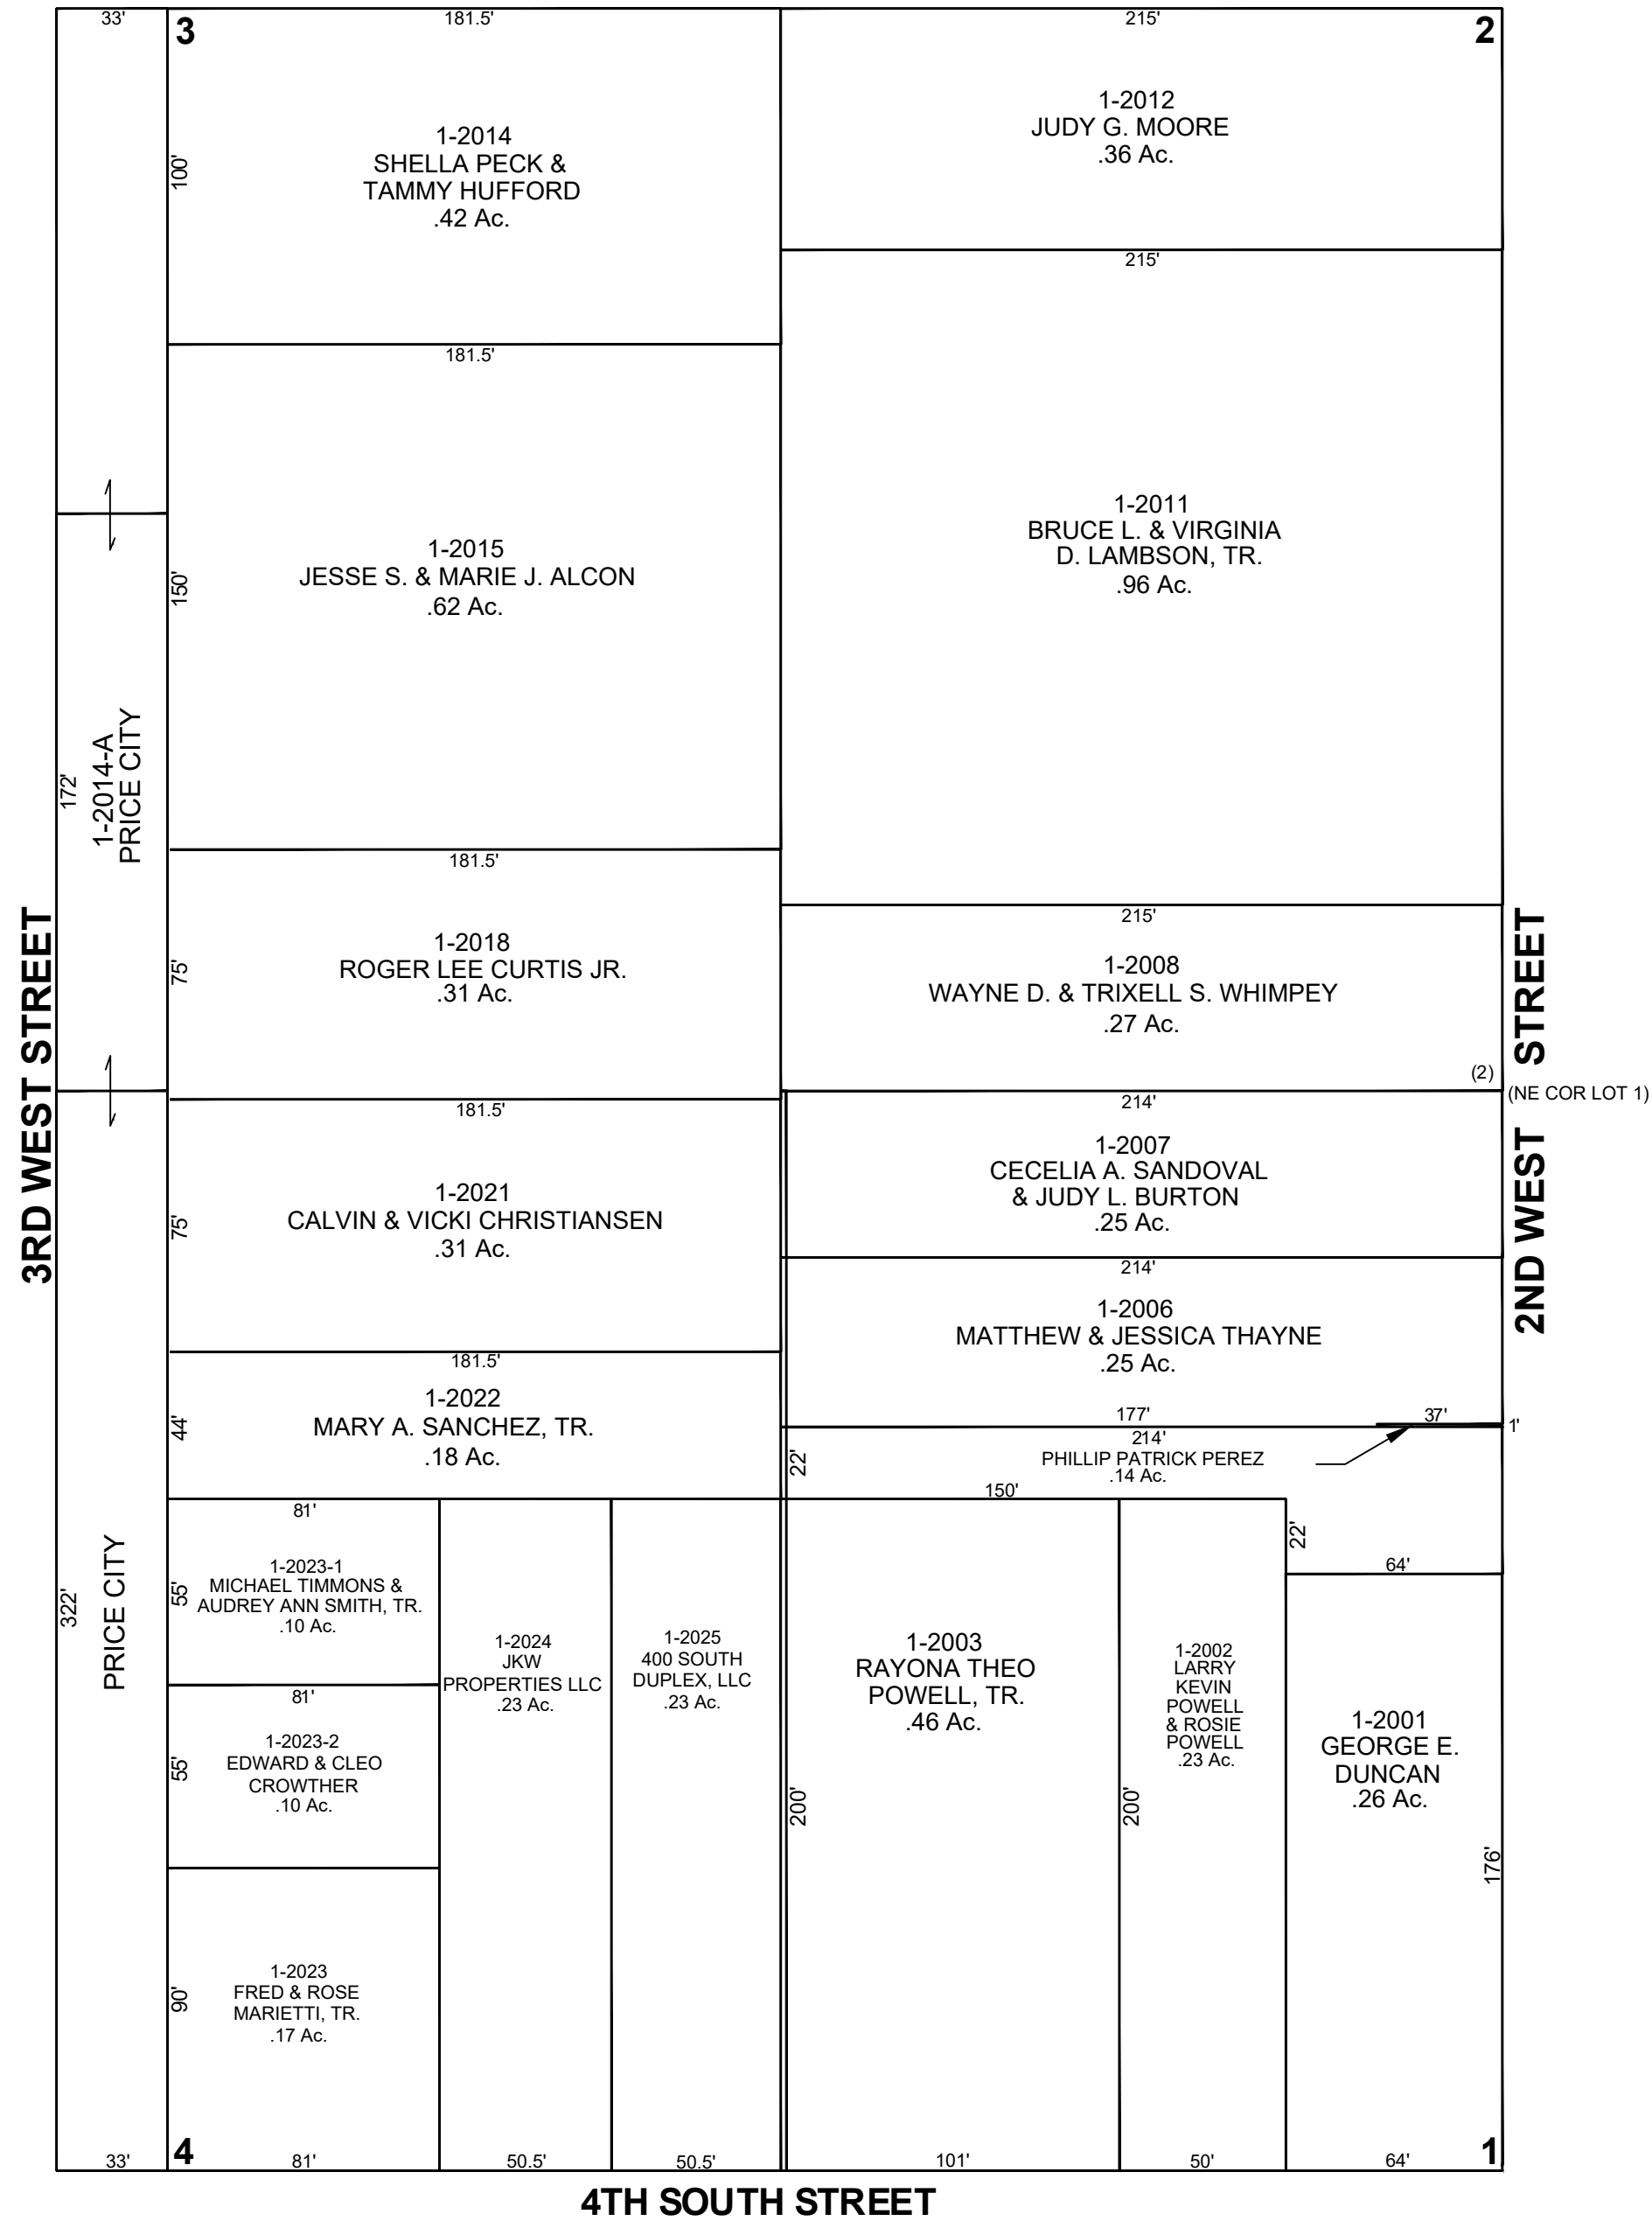 33'
3
181.5'
215'
2
1-2014
SHELLA PECK &
TAMMY HUFFORD
.42 Ac.
100'
1-2012
JUDY G. MOORE
.36 Ac.
181.5'
215'
1-2015
JESSE S. & MARIE J. ALCON
.62 Ac.
150'
1-2011
BRUCE L. & VIRGINIA
D. LAMBSON, TR.
.96 Ac.
172'
1-2014-A
PRICE CITY
3RD WEST STREET
181.5'
215'
1-2018
ROGER LEE CURTIS JR.
.31 Ac.
75'
1-2008
WAYNE D. & TRIXELL S. WHIMPEY
.27 Ac.
2ND WEST STREET
(2)
(NE COR LOT 1)
181.5'
214'
1-2021
CALVIN & VICKI CHRISTIANSEN
.31 Ac.
75'
1-2007
CECELIA A. SANDOVAL
& JUDY L. BURTON
.25 Ac.
214'
1-2006
MATTHEW & JESSICA THAYNE
.25 Ac.
181.5'
1-2022
MARY A. SANCHEZ, TR.
.18 Ac.
44'
177'
37'
1'
214'
PHILLIP PATRICK PEREZ
.14 Ac.
22'
150'
22'
64'
322'
PRICE CITY
81'
1-2023-1
MICHAEL TIMMONS &
AUDREY ANN SMITH, TR.
.10 Ac.
55'
81'
1-2023-2
EDWARD & CLEO
CROWTHER
.10 Ac.
55'
1-2023
FRED & ROSE
MARIETTI, TR.
.17 Ac.
90'
1-2024
JKW
PROPERTIES LLC
.23 Ac.
1-2025
400 SOUTH
DUPLEX, LLC
.23 Ac.
1-2003
RAYONA THEO
POWELL, TR.
.46 Ac.
200'
1-2002
LARRY
KEVIN
POWELL
& ROSIE
POWELL
.23 Ac.
200'
1-2001
GEORGE E.
DUNCAN
.26 Ac.
176'
33'
4
81'
50.5'
50.5'
101'
50'
64'
1
4TH SOUTH STREET